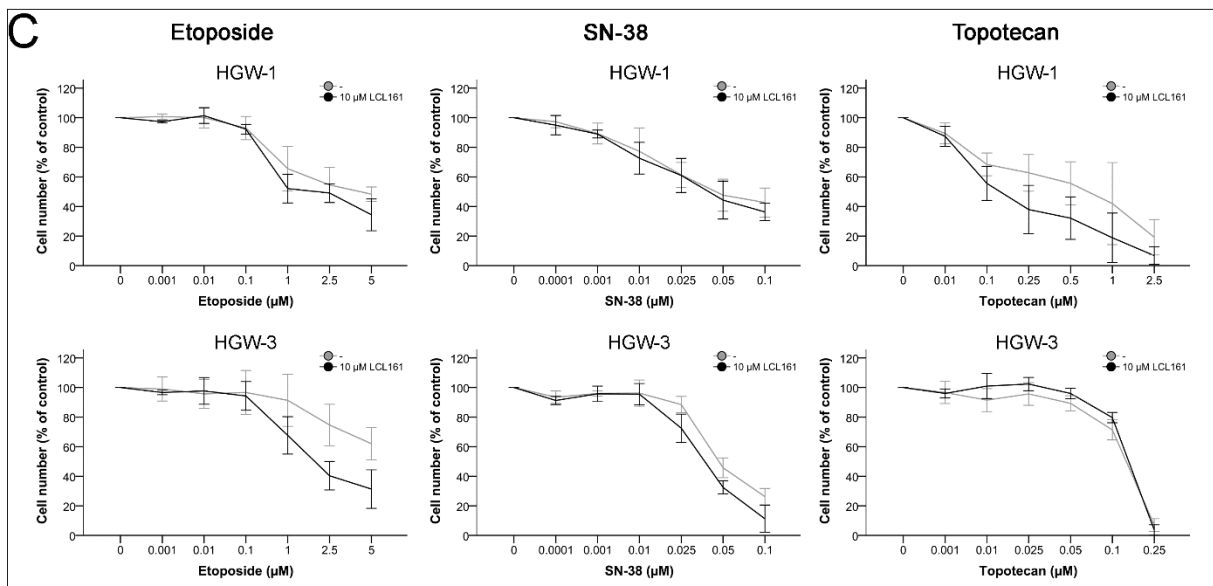 C
Etoposide
SN-38
Topotecan
HGW-1
-
10 µM LCL161
Cell number (% of control)
120
100
80
60
40
20
0
0 0.001 0.01 0.1 1 2.5 5
Etoposide (µM)
HGW-1
-
10 µM LCL161
Cell number (% of control)
120
100
80
60
40
20
0
0 0.0001 0.001 0.01 0.025 0.05 0.1
SN-38 (µM)
HGW-1
-
10 µM LCL161
Cell number (% of control)
120
100
80
60
40
20
0
0 0.01 0.1 0.25 0.5 1 2.5
Topotecan (µM)
HGW-3
-
10 µM LCL161
Cell number (% of control)
120
100
80
60
40
20
0
0 0.001 0.01 0.1 1 2.5 5
Etoposide (µM)
HGW-3
-
10 µM LCL161
Cell number (% of control)
120
100
80
60
40
20
0
0 0.0001 0.001 0.01 0.025 0.05 0.1
SN-38 (µM)
HGW-3
-
10 µM LCL161
Cell number (% of control)
120
100
80
60
40
20
0
0 0.001 0.01 0.025 0.05 0.1 0.25
Topotecan (µM)